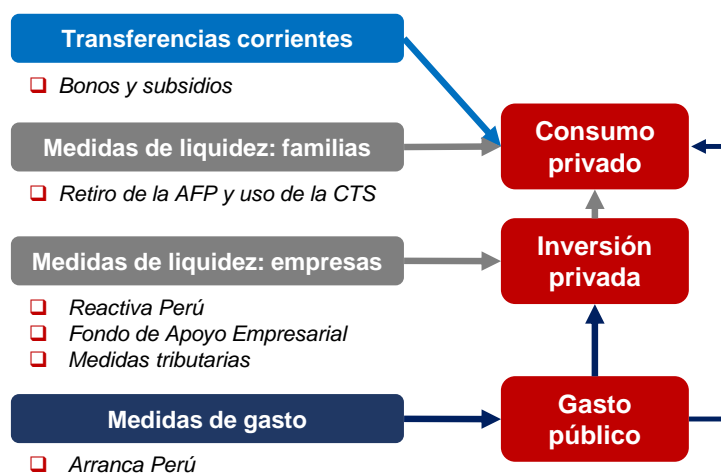 Transferencias corrientes
❑ Bonos y subsidios
Medidas de liquidez: familias
❑ Retiro de la AFP y uso de la CTS
Medidas de liquidez: empresas
❑ Reactiva Perú
❑ Fondo de Apoyo Empresarial
❑ Medidas tributarias
Medidas de gasto
❑ Arranca Perú
Consumo
privado
Inversión
privada
Gasto
público